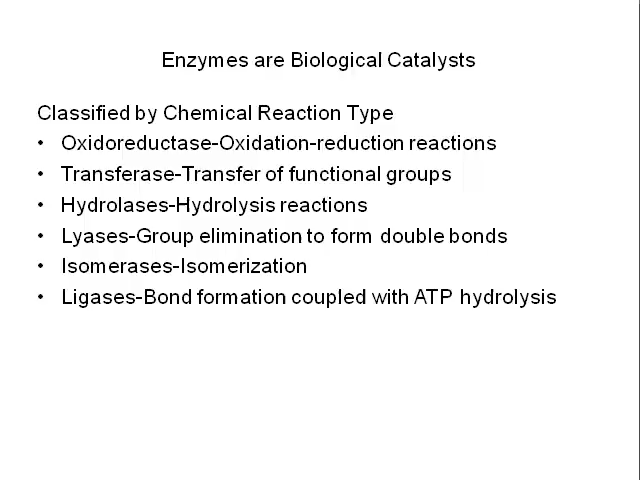 Enzymes are Biological Catalysts
Classified by Chemical Reaction Type
• Oxidoreductase-Oxidation-reduction reactions
• Transferase-Transfer of functional groups
• Hydrolases-Hydrolysis reactions
• Lyases-Group elimination to form double bonds
• Isomerases-Isomerization
• Ligases-Bond formation coupled with ATP hydrolysis